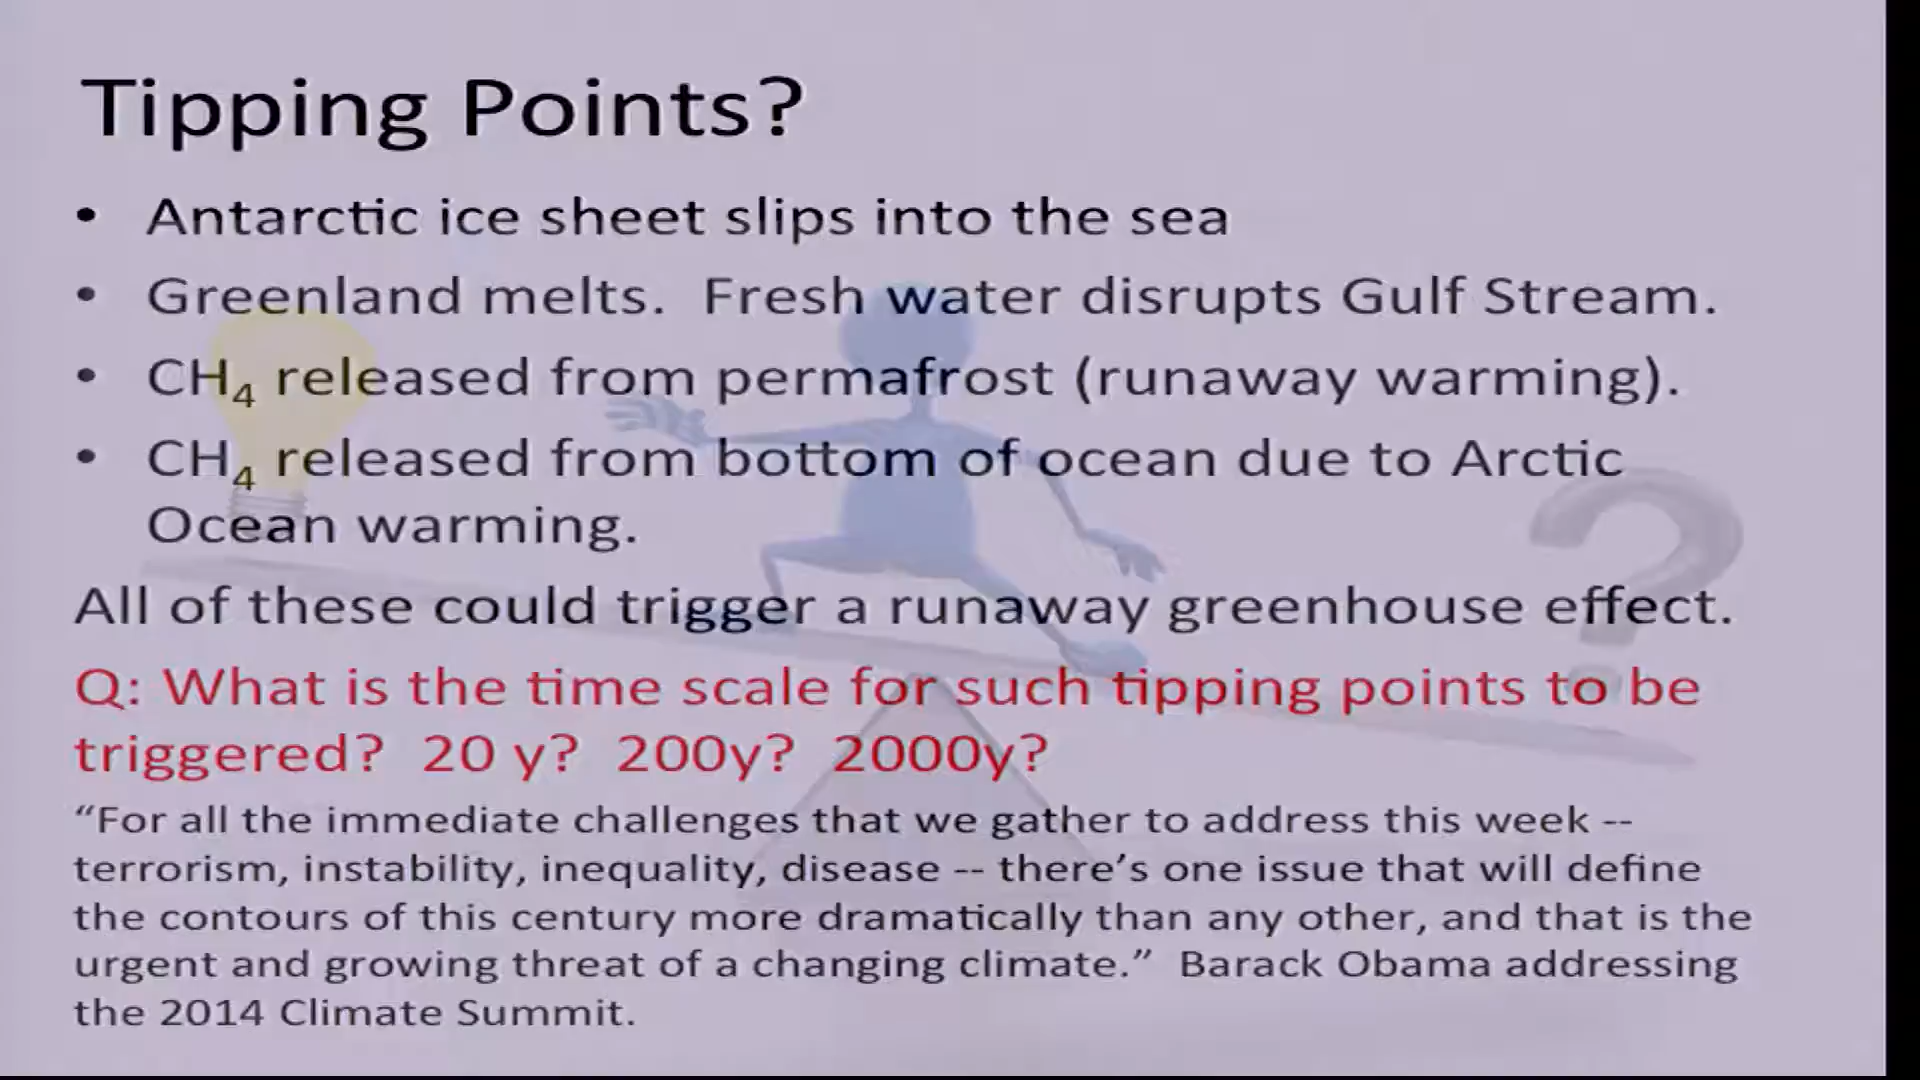 Tipping Points?
• Antarctic ice sheet slips into the sea
• Greenland melts.  Fresh water disrupts Gulf Stream.
• CH₄ released from permafrost (runaway warming).
• CH₄ released from bottom of ocean due to Arctic
Ocean warming.
All of these could trigger a runaway greenhouse effect.
Q: What is the time scale for such tipping points to be
triggered?  20 y?  200y?  2000y?
“For all the immediate challenges that we gather to address this week --
terrorism, instability, inequality, disease -- there’s one issue that will define
the contours of this century more dramatically than any other, and that is the
urgent and growing threat of a changing climate.”  Barack Obama addressing
the 2014 Climate Summit.
?